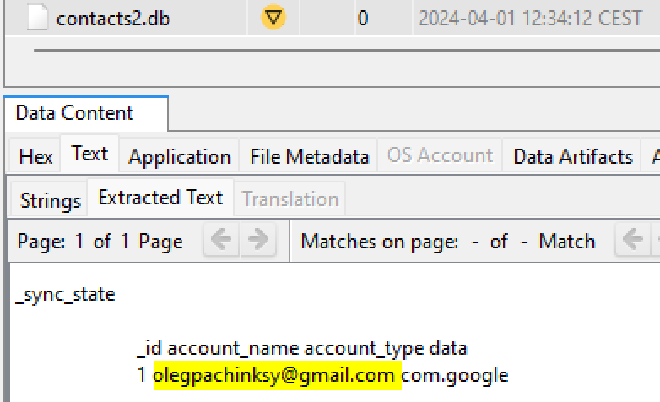 contacts2.db 0 2024-04-01 12:34:12 CEST
Data Content
Hex Text Application File Metadata OS Account Data Artifacts A
Strings Extracted Text Translation
Page: 1 of 1 Page Matches on page: - of - Match
_sync_state
_id account_name account_type data
1 olegpachinksy@gmail.com com.google